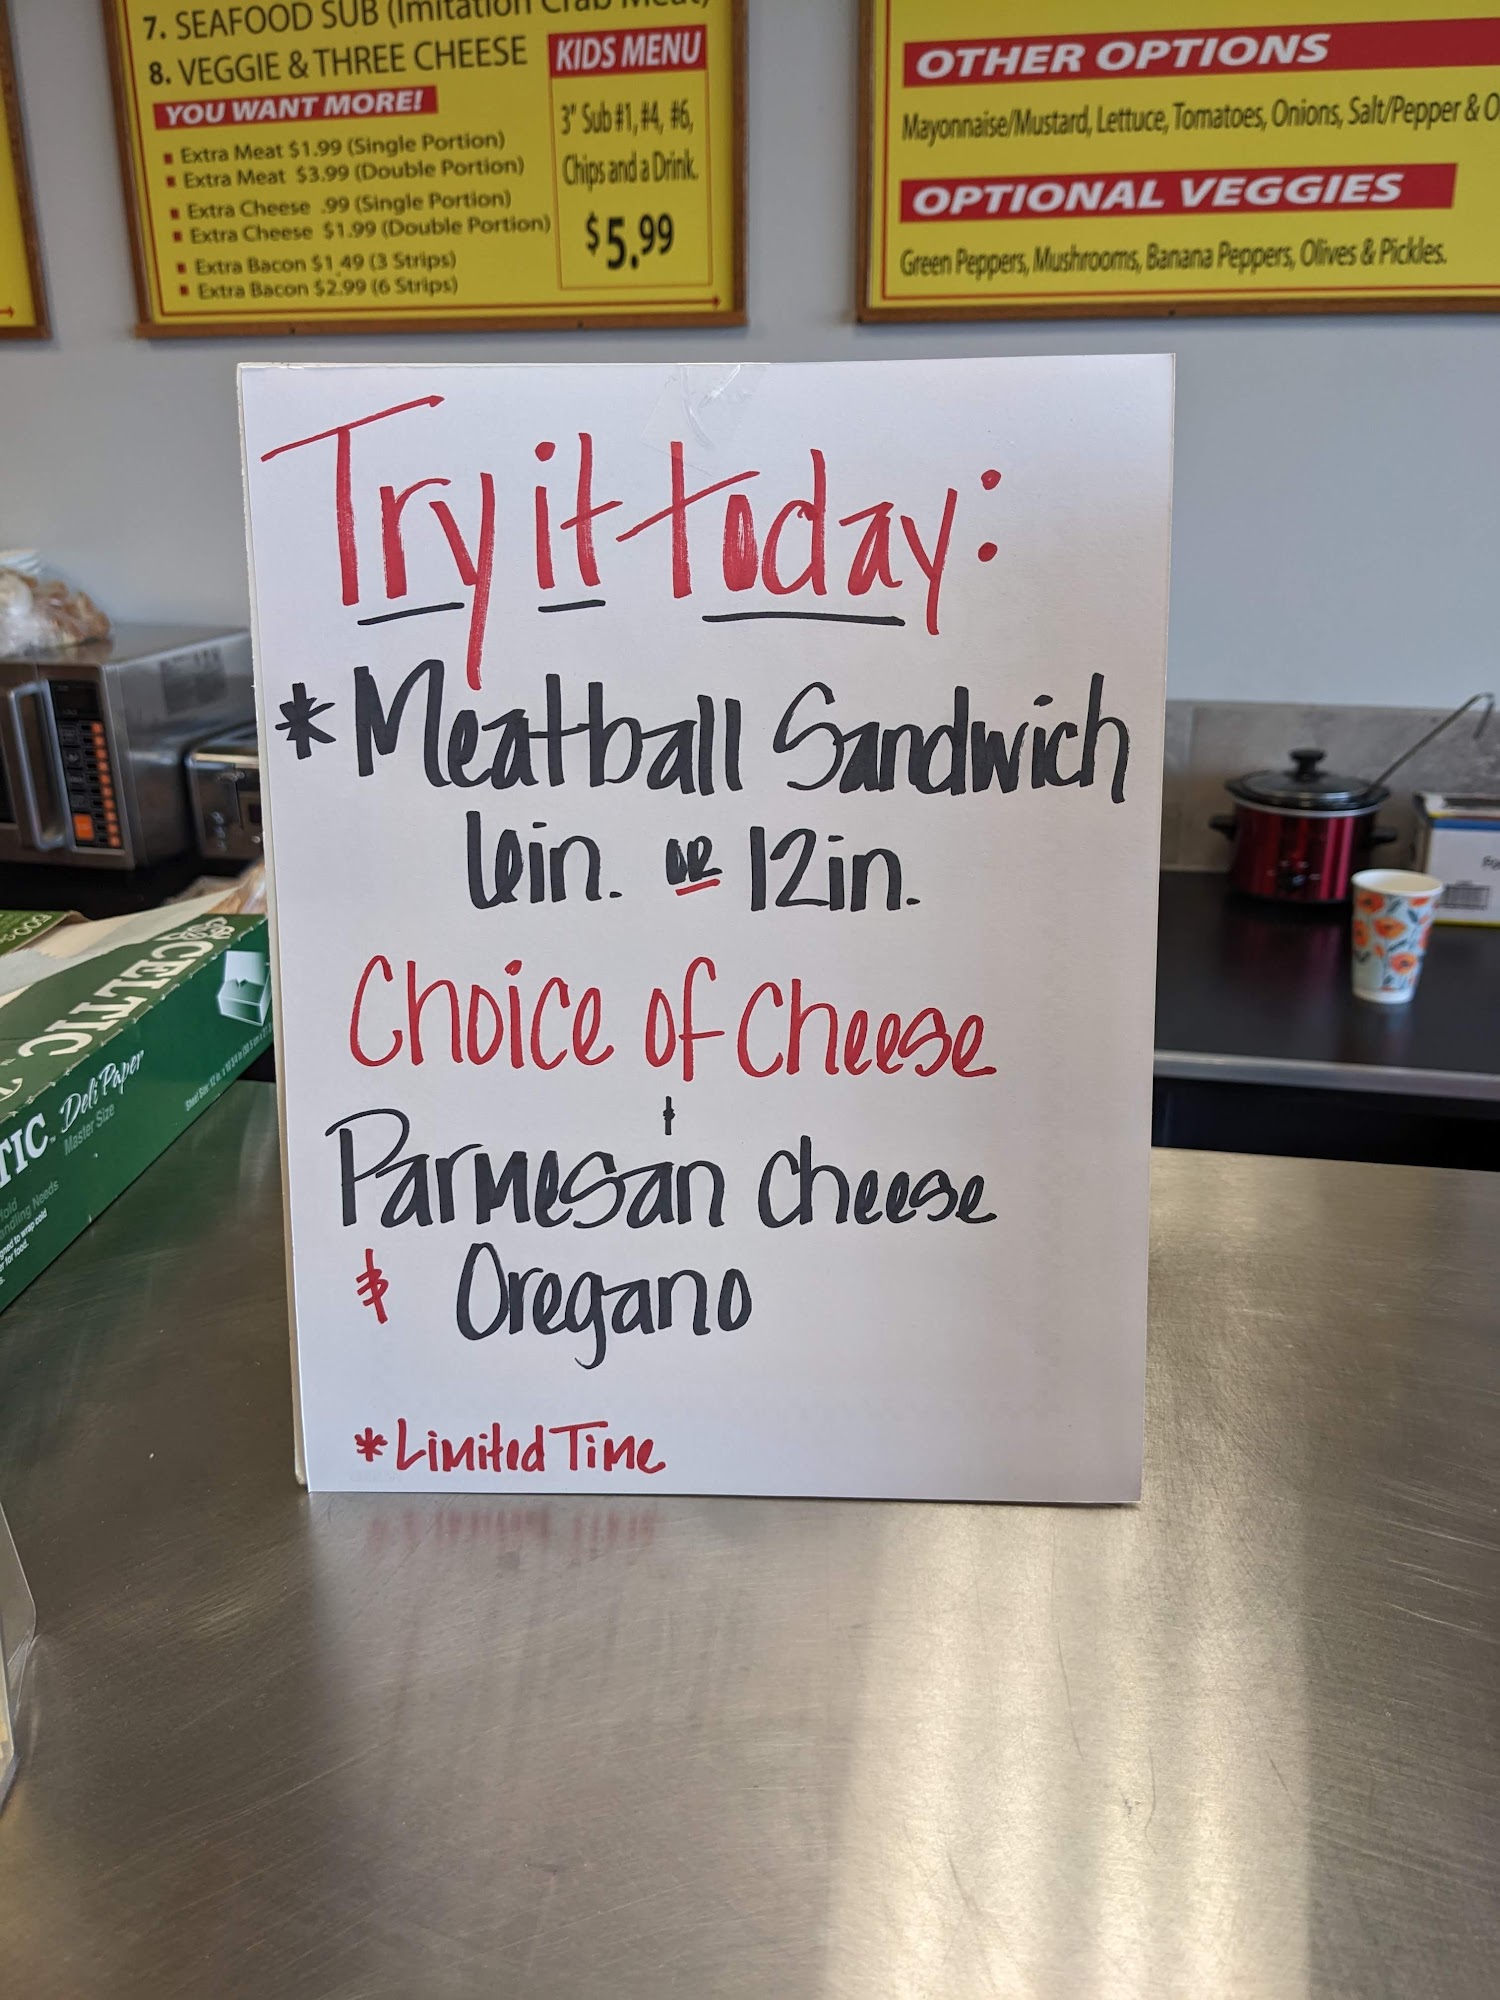 7. SEAFOOD SUB (Imitation Crab Meat)
8. VEGGIE & THREE CHEESE
YOU WANT MORE!
Extra Meat $1.99 (Single Portion)
Extra Meat $3.99 (Double Portion)
Extra Cheese .99 (Single Portion)
Extra Cheese $1.99 (Double Portion)
Extra Bacon $1.49 (3 Strips)
Extra Bacon $2.99 (6 Strips)
KIDS MENU
3" Sub #1, #4, #6,
Chips and a Drink.
$5.99
OTHER OPTIONS
Mayonnaise/Mustard, Lettuce, Tomatoes, Onions, Salt/Pepper & O
OPTIONAL VEGGIES
Green Peppers, Mushrooms, Banana Peppers, Olives & Pickles.
Try it today:
* Meatball Sandwich
6in. OR 12in.
Choice of Cheese
+
Parmesan Cheese
& Oregano
* Limited Time
CELTIC
TIC
Deli Paper
Master Size